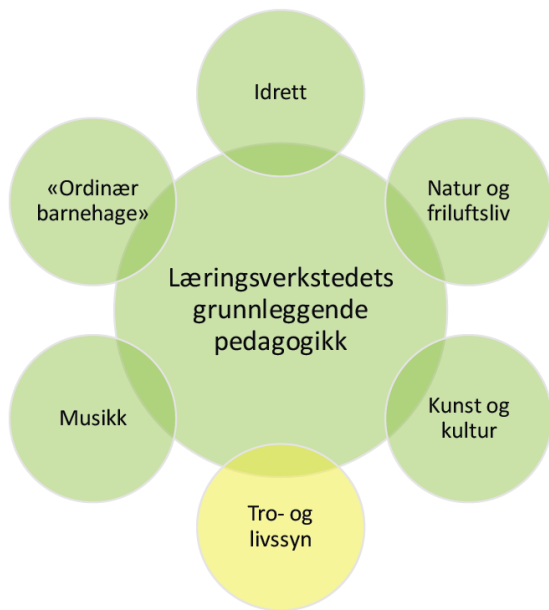 Idrett
«Ordinær
barnehage»
Natur og
friluftsliv
Læringsverkstedets
grunnleggende
pedagogikk
Musikk
Kunst og
kultur
Tro- og
livssyn